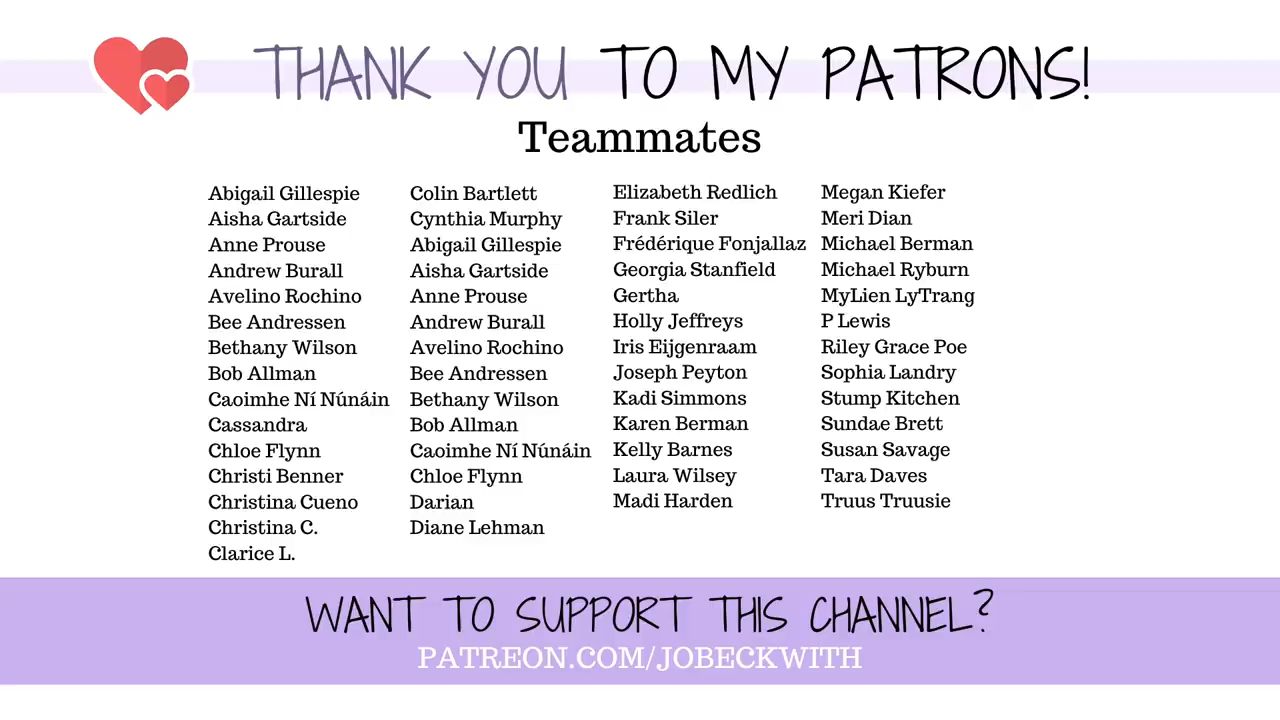 THANK YOU TO MY PATRONS!
Teammates
Abigail Gillespie
Aisha Gartside
Anne Prouse
Andrew Burall
Avelino Rochino
Bee Andressen
Bethany Wilson
Bob Allman
Caoimhe Ní Núnáin
Cassandra
Chloe Flynn
Christi Benner
Christina Cueno
Christina C.
Clarice L.
Colin Bartlett
Cynthia Murphy
Abigail Gillespie
Aisha Gartside
Anne Prouse
Andrew Burall
Avelino Rochino
Bee Andressen
Bethany Wilson
Bob Allman
Caoimhe Ní Núnáin
Chloe Flynn
Darian
Diane Lehman
Elizabeth Redlich
Frank Siler
Frédérique Fonjallaz
Georgia Stanfield
Gertha
Holly Jeffreys
Iris Eijgenraam
Joseph Peyton
Kadi Simmons
Karen Berman
Kelly Barnes
Laura Wilsey
Madi Harden
Megan Kiefer
Meri Dian
Michael Berman
Michael Ryburn
MyLien LyTrang
P Lewis
Riley Grace Poe
Sophia Landry
Stump Kitchen
Sundae Brett
Susan Savage
Tara Daves
Truus Truusie
WANT TO SUPPORT THIS CHANNEL?
PATREON.COM/JOBECKWITH